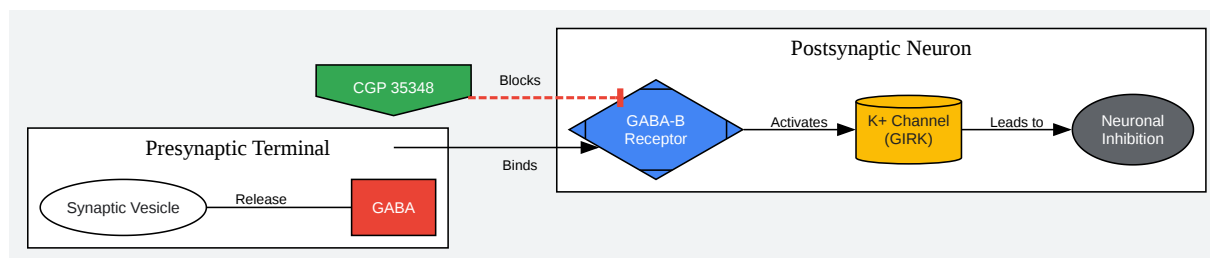 Postsynaptic Neuron
CGP 35348
Blocks
GABA-B
Receptor
Activates
K+ Channel
(GIRK)
Leads to
Neuronal
Inhibition
Presynaptic Terminal
Binds
Synaptic Vesicle
Release
GABA